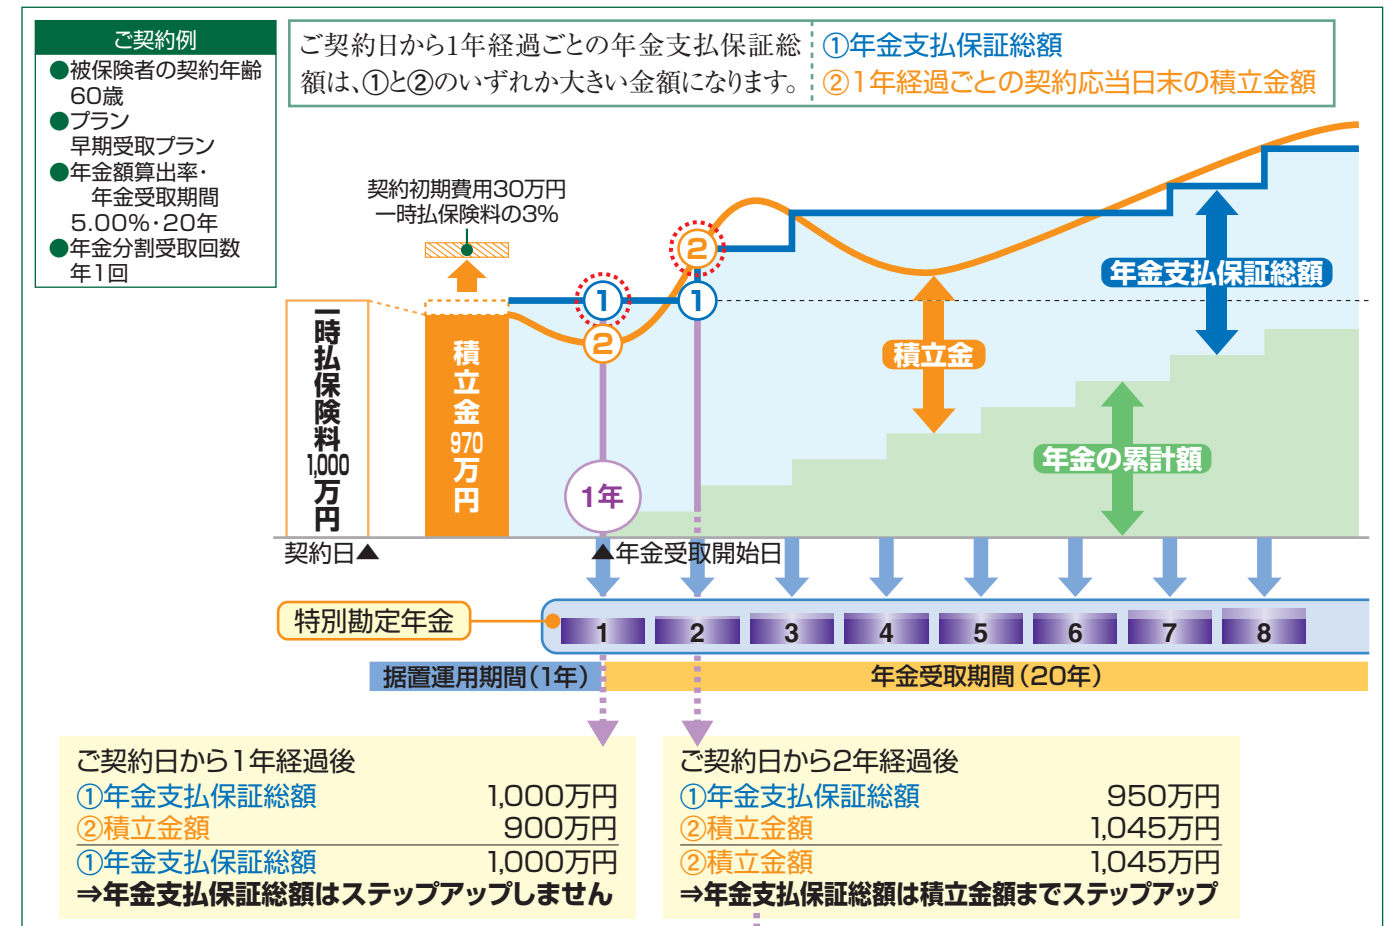 ご契約例
●被保険者の契約年齢
60歳
●プラン
早期受取プラン
●年金額算出率・
年金受取期間
5.00%・20年
●年金分割受取回数
年1回
ご契約日から1年経過ごとの年金支払保証総
額は、①と②のいずれか大きい金額になります。
①年金支払保証総額
②1年経過ごとの契約応当日末の積立金額
契約初期費用30万円
一時払保険料の3%
一時払保険料1,000万円
積立金970万円
①
②
②
①
1年
年金支払保証総額
積立金
年金の累計額
契約日▲
▲年金受取開始日
特別勘定年金
1 2 3 4 5 6 7 8
据置運用期間(1年)
年金受取期間(20年)
ご契約日から1年経過後
①年金支払保証総額 1,000万円
②積立金額 900万円
①年金支払保証総額 1,000万円
⇒年金支払保証総額はステップアップしません
ご契約日から2年経過後
①年金支払保証総額 950万円
②積立金額 1,045万円
②積立金額 1,045万円
⇒年金支払保証総額は積立金額までステップアップ